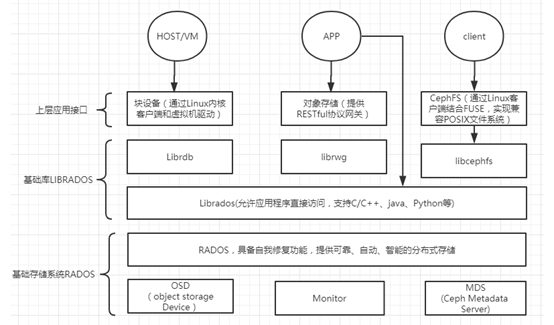 HOST/VM
APP
client
上层应用接口
块设备（通过Linux内核
客户端和虚拟机驱动）
对象存储（提供
RESTful协议网关）
CephFS（通过Linux客
户端结合FUSE，实现兼
容POSIX文件系统）
基础库LIBRADOS
Librdb
librwg
libcephfs
Librados(允许应用程序直接访问，支持C/C++、java、Python等)
基础存储系统RADOS
RADOS，具备自我修复功能，提供可靠、自动、智能的分布式存储
OSD
（object storage
Device）
Monitor
MDS
(Ceph Metadata
Server)